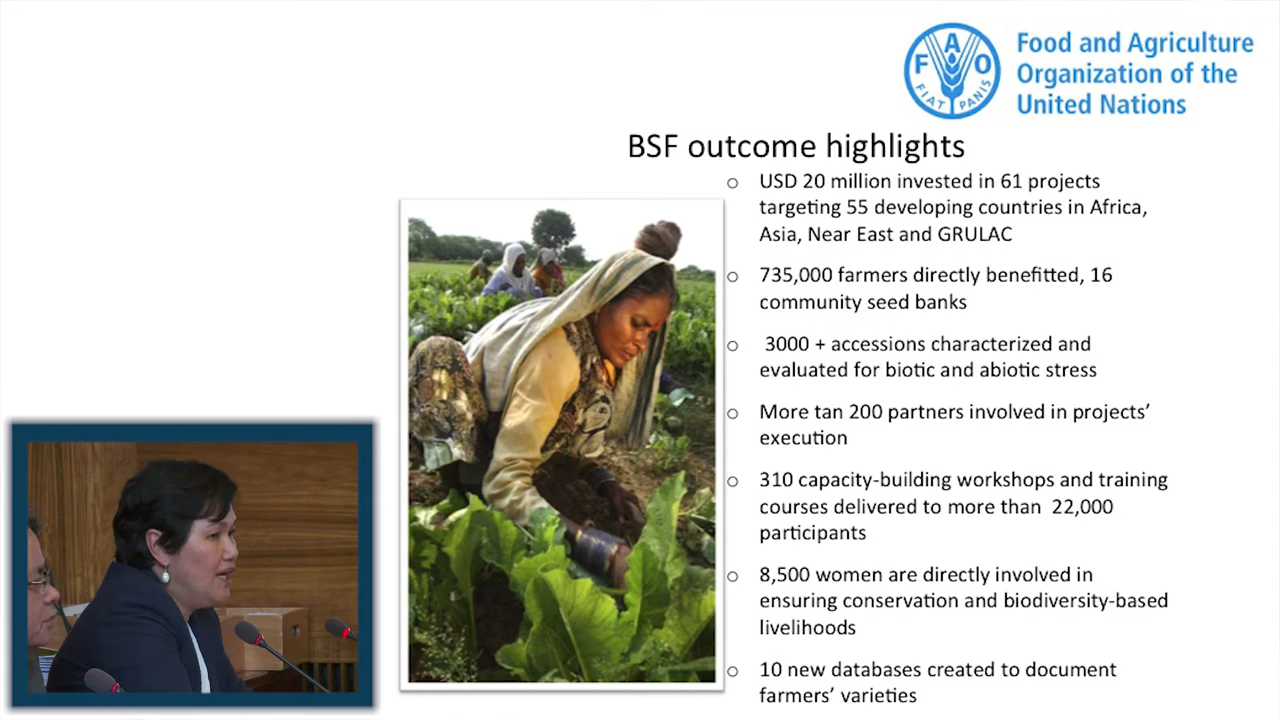 FAO
FIAT PANIS
Food and Agriculture
Organization of the
United Nations
BSF outcome highlights
o USD 20 million invested in 61 projects
targeting 55 developing countries in Africa,
Asia, Near East and GRULAC
o 735,000 farmers directly benefitted, 16
community seed banks
o 3000 + accessions characterized and
evaluated for biotic and abiotic stress
o More tan 200 partners involved in projects’
execution
o 310 capacity-building workshops and training
courses delivered to more than 22,000
participants
o 8,500 women are directly involved in
ensuring conservation and biodiversity-based
livelihoods
o 10 new databases created to document
farmers’ varieties